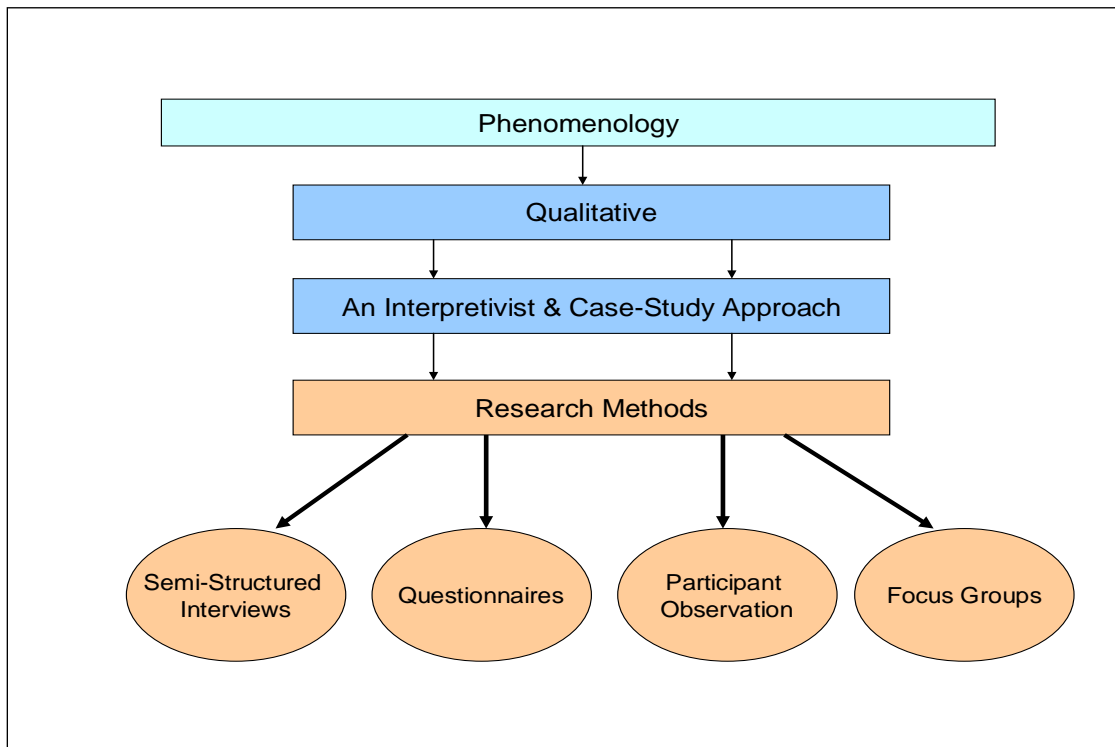 Phenomenology
Qualitative
An Interpretivist & Case-Study Approach
Research Methods
Semi-Structured
Interviews
Questionnaires
Participant
Observation
Focus Groups